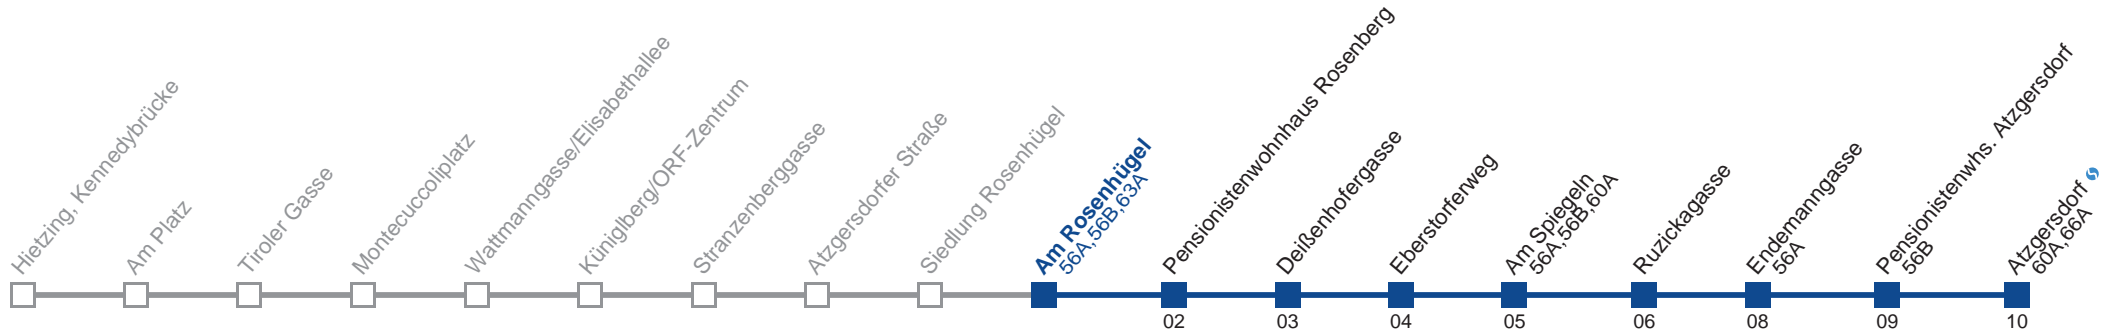 Hietzing, Kennedybrücke
Am Platz
Tiroler Gasse
Montecuccoliplatz
Wattmanngasse/Elisabethallee
Küniglberg/ORF-Zentrum
Stranzenberggasse
Atzgersdorfer Straße
Siedlung Rosenhügel
Am Rosenhügel
56A,56B,63A
Pensionistenwohnhaus Rosenberg
02
Deißenhofergasse
03
Eberstorferweg
04
Am Spiegeln
56A,56B,60A
05
Ruzickagasse
06
Endemanngasse
56A
08
Pensionistenwhs. Atzgersdorf
56B
09
Atzgersdorf
60A,66A
10